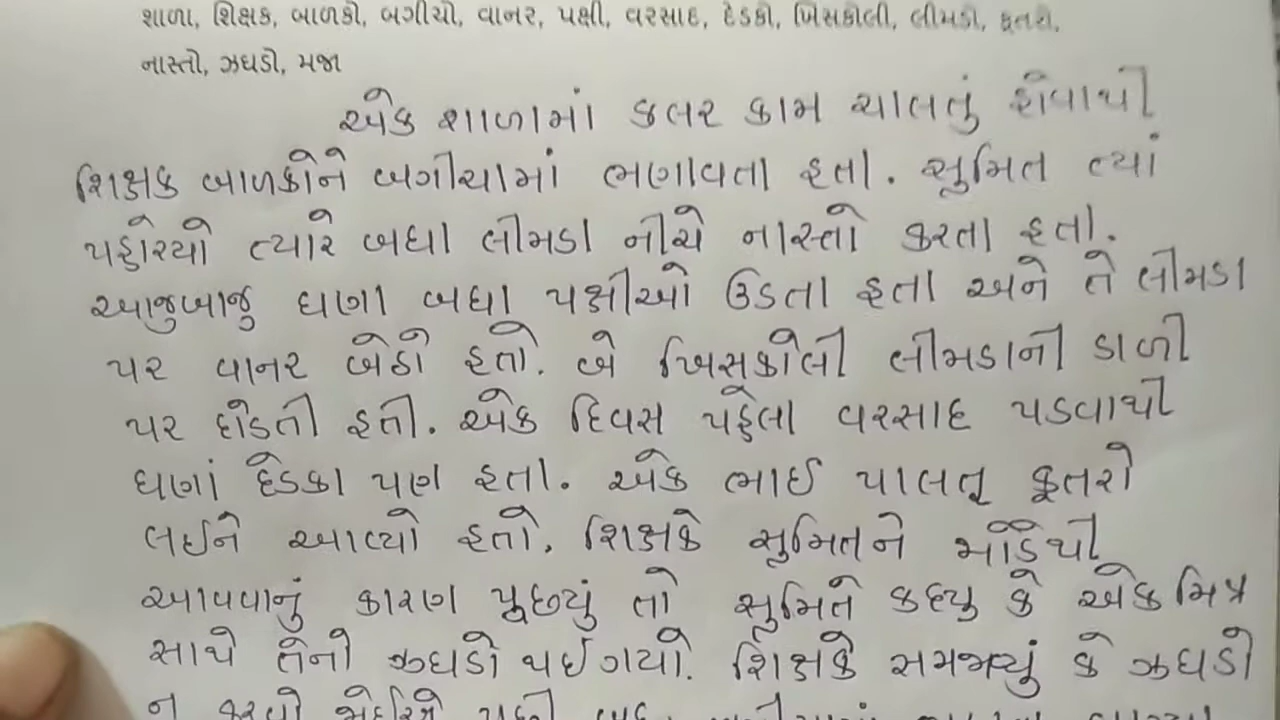 શાળા, શિક્ષક, બાળકો, બગીચો, વાનર, પક્ષી, વરસાદ, દેડકો, ખિસકોલી, લીમડો, કૂતરો,
નાસ્તો, ઝઘડો, મજા
એક શાળામાં કલર કામ ચાલતું હોવાથી
શિક્ષક બાળકોને બગીચામાં ભણાવતા હતા. સુમિત ત્યાં
પહોંચ્યો ત્યારે બધા લીમડા નીચે નાસ્તો કરતા હતા.
આજુબાજુ ઘણા બધા પક્ષીઓ ઉડતા હતા અને તે લીમડા
પર વાનર બેઠો હતો. બે ખિસકોલી લીમડાની ડાળી
પર દોડતી હતી. એક દિવસ પહેલા વરસાદ પડવાથી
ઘણાં દેડકા પણ હતા. એક ભાઈ પાલતૂ કૂતરો
લઈને આવ્યો હતો. શિક્ષકે સુમિતને મોડેથી
આવવાનું કારણ પૂછ્યું તો સુમિતે કહ્યુ કે એક મિત્ર
સાથે તેનો ઝઘડો થઈ ગયો. શિક્ષકે સમજાવ્યું કે ઝઘડો
ન કરવો જોઈએ